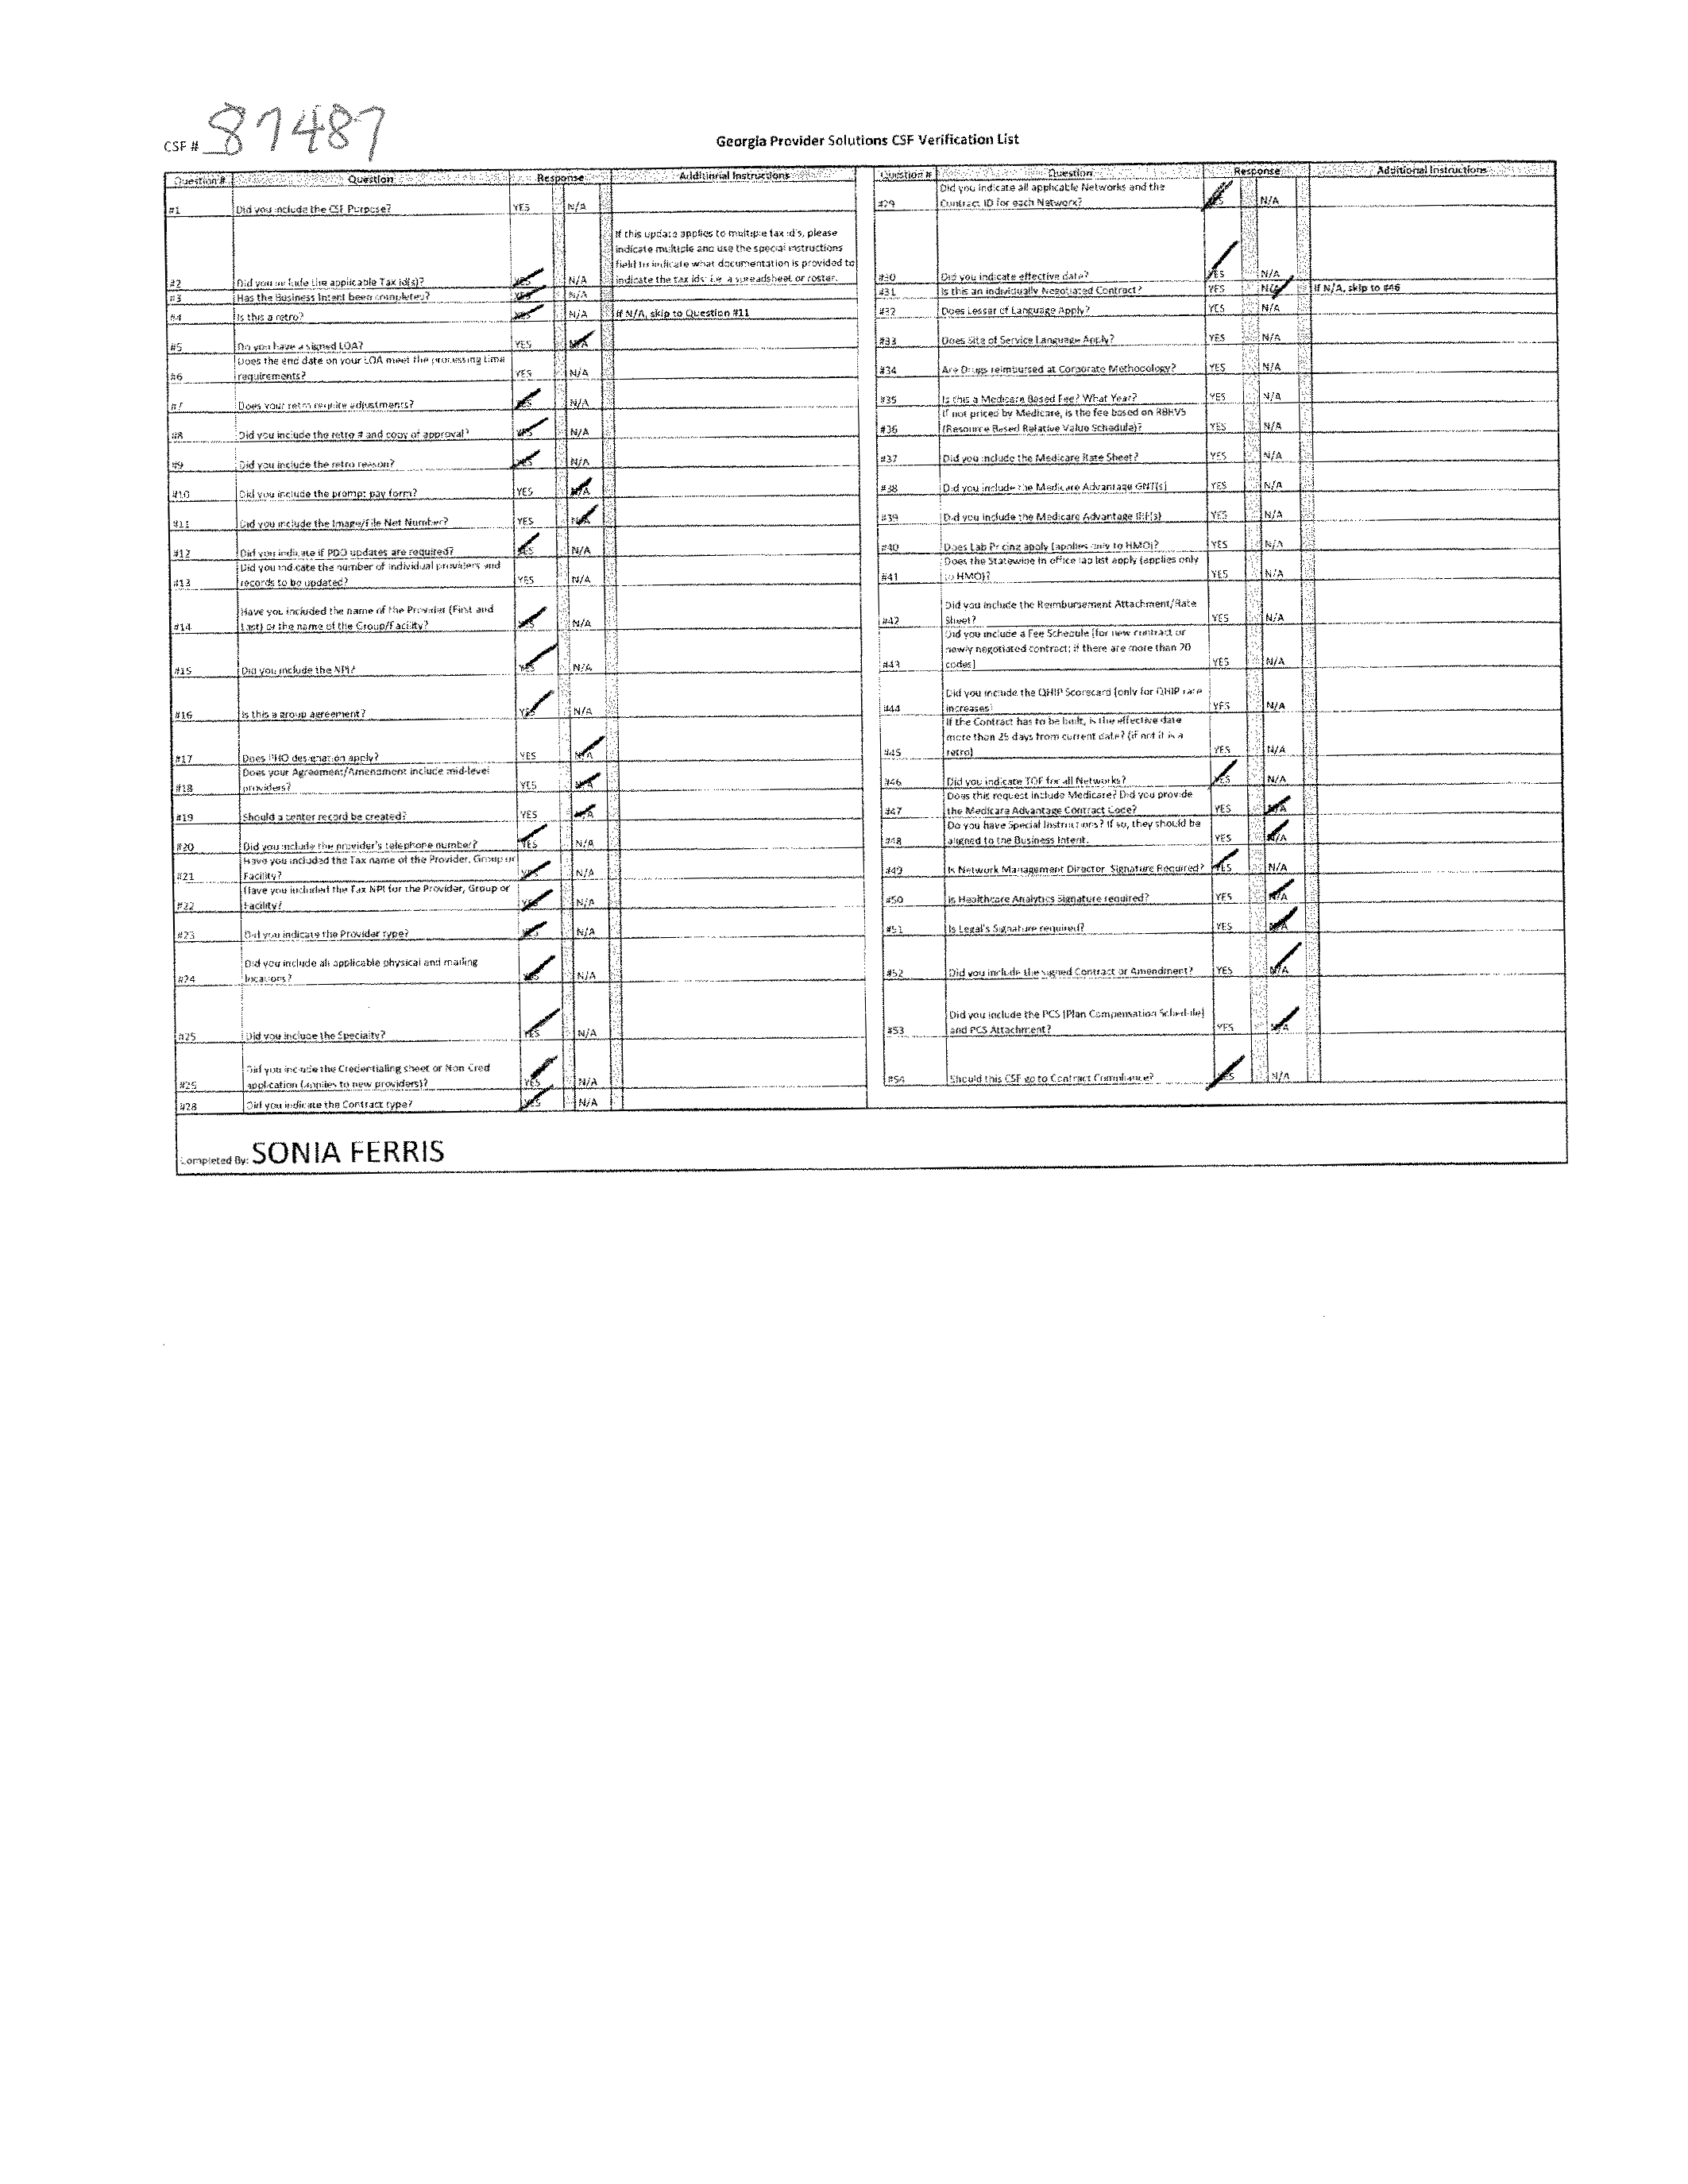 CSF # 87487
Georgia Provider Solutions CSF Verification List
Question # Question Response Additional Instructions
#1 Did you include the CSF Purpose? YES N/A
If this update applies to multiple tax id's, please
indicate multiple and use the special instructions
field to indicate what documentation is provided to
#2 Did you include the applicable Tax id(s)? YES N/A indicate the tax ids: i.e. a spreadsheet or roster.
#3 Has the Business Intent been completed? YES N/A
#4 Is this a retro? YES N/A If N/A, skip to Question #11
#5 Do you have a signed LOA? YES N/A
Does the end date on your LOA meet the processing time
#6 requirements? YES N/A
#7 Does your retro require adjustments? YES N/A
#8 Did you include the retro # and copy of approval? YES N/A
#9 Did you include the retro reason? YES N/A
#10 Did you include the prompt pay form? YES N/A
#11 Did you include the Image/File Net Number? YES N/A
#12 Did you indicate if PDO updates are required? YES N/A
Did you indicate the number of individual providers and
#13 records to be updated? YES N/A
Have you included the name of the Provider (First and
#14 Last) or the name of the Group/Facility? YES N/A
#15 Did you include the NPI? YES N/A
#16 Is this a group agreement? YES N/A
#17 Does PHO designation apply? YES N/A
Does your Agreement/Amendment include mid-level
#18 providers? YES N/A
#19 Should a center record be created? YES N/A
#20 Did you include the provider's telephone number? YES N/A
Have you included the Tax name of the Provider, Group or
#21 Facility? YES N/A
Have you included the Tax NPI for the Provider, Group or
#22 Facility? YES N/A
#23 Did you indicate the Provider type? YES N/A
Did you include all applicable physical and mailing
#24 locations? YES N/A
#25 Did you include the Specialty? YES N/A
Did you include the Credentialing sheet or Non Cred
#26 application (applies to new providers)? YES N/A
#28 Did you indicate the Contract type? YES N/A
Question # Question Response Additional Instructions
Did you indicate all applicable Networks and the
#29 Contract ID for each Network? YES N/A
#30 Did you indicate effective date? YES N/A
#31 Is this an individually Negotiated Contract? YES N/A If N/A, skip to #46
#32 Does Lesser of Language Apply? YES N/A
#33 Does Site of Service Language Apply? YES N/A
#34 Are Drugs reimbursed at Corporate Methodology? YES N/A
#35 Is this a Medicare Based Fee? What Year? YES N/A
If not priced by Medicare, is the fee based on RBRVS
#36 (Resource Based Relative Value Schedule)? YES N/A
#37 Did you include the Medicare Rate Sheet? YES N/A
#38 Did you include the Medicare Advantage GNT(s) YES N/A
#39 Did you include the Medicare Advantage YES N/A
#40 Does Lab Pricing apply (applies only to HMO)? YES N/A
Does the Statewide in office lab list apply (applies only
#41 to HMO)? YES N/A
Did you include the Reimbursement Attachment/Rate
#42 Sheet? YES N/A
Did you include a Fee Schedule (for new contract or
newly negotiated contract; if there are more than 20
#43 codes) YES N/A
Did you include the QHIP Scorecard (only for QHIP rate
#44 increases) YES N/A
If the Contract has to be built, is the effective date
more than 25 days from current date? (if not it is a
#45 retro) YES N/A
#46 Did you indicate TOF for all Networks? YES N/A
Does this request include Medicare? Did you provide
#47 the Medicare Advantage Contract Code? YES N/A
Do you have Special Instructions? If so, they should be
#48 aligned to the Business Intent. YES N/A
#49 Is Network Management Director Signature Required? YES N/A
#50 Is Healthcare Analytics Signature required? YES N/A
#51 Is Legal's Signature required? YES N/A
#52 Did you include the signed Contract or Amendment? YES N/A
Did you include the PCS (Plan Compensation Schedule)
#53 and PCS Attachment? YES N/A
#54 Should this CSF go to Contract Compliance? YES N/A
Completed By: SONIA FERRIS